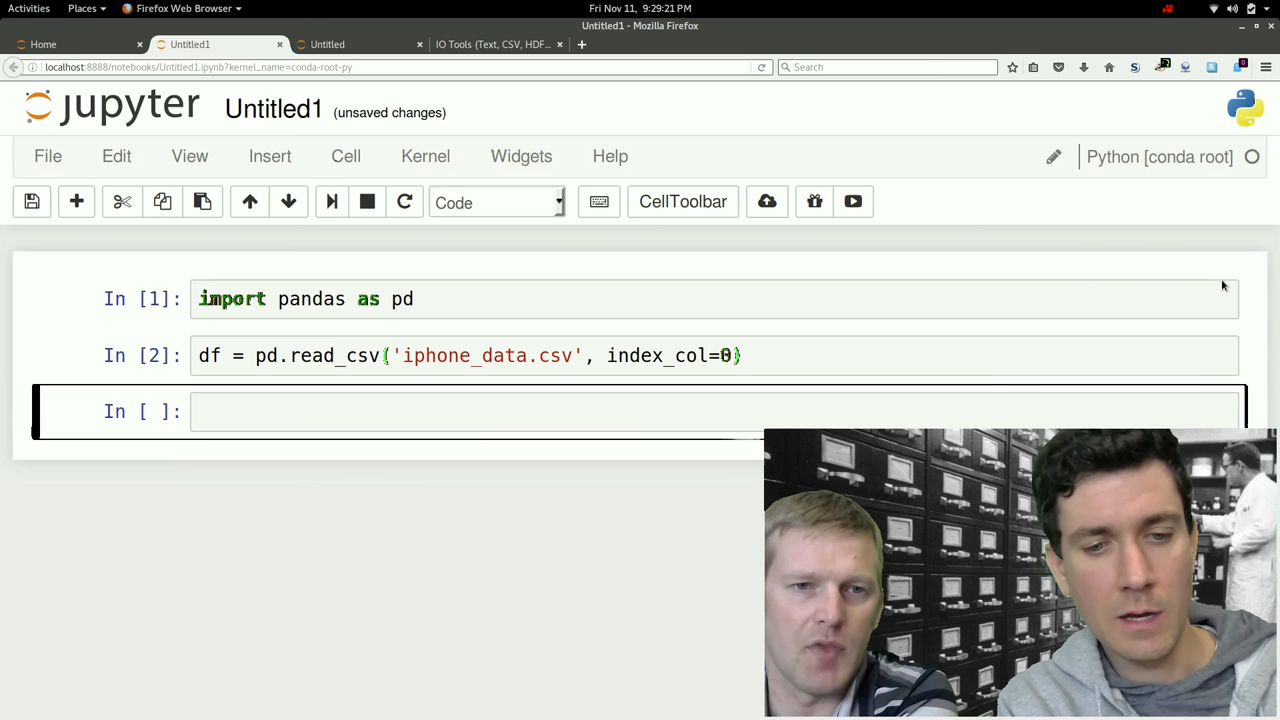 Activities Places Firefox Web Browser Fri Nov 11, 9:29:21 PM
Untitled1 - Mozilla Firefox
Home × Untitled1 × Untitled × IO Tools (Text, CSV, HDF... × +
localhost:8888/notebooks/Untitled1.ipynb?kernel_name=conda-root-py Search
jupyter Untitled1 (unsaved changes)
File Edit View Insert Cell Kernel Widgets Help Python [conda root]
Code CellToolbar
In [1]: import pandas as pd
In [2]: df = pd.read_csv('iphone_data.csv', index_col=0)
In [ ]: